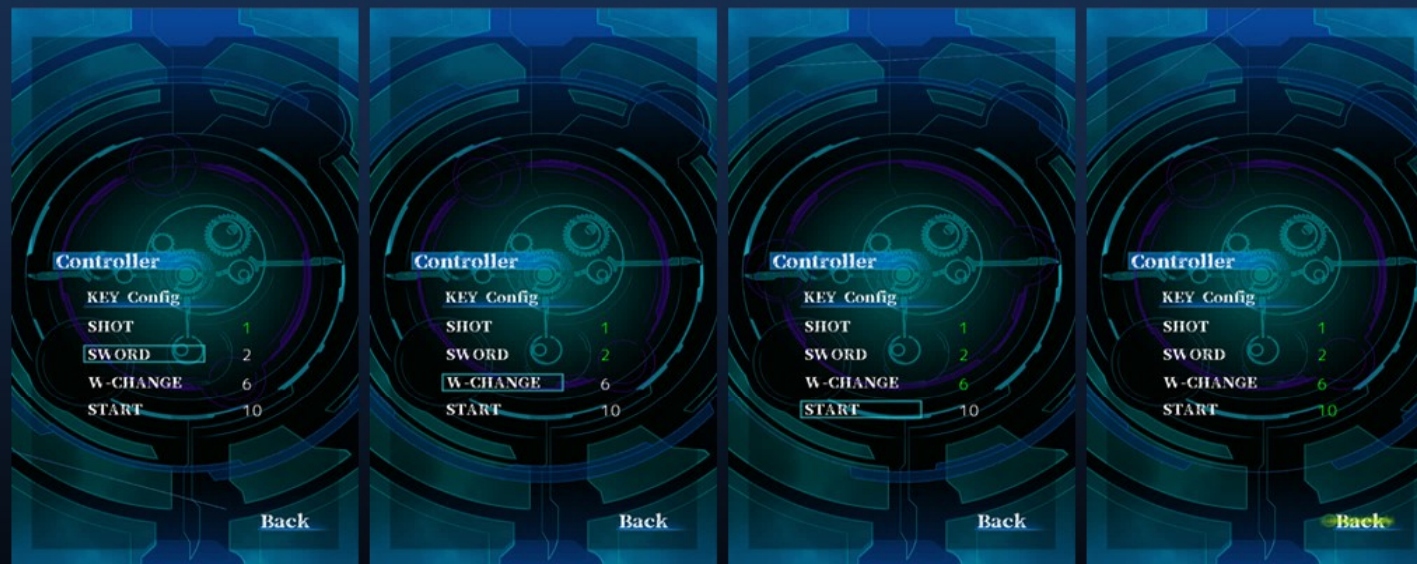 Controller
KEY Config
SHOT 1
SWORD 2
W-CHANGE 6
START 10
Back
Controller
KEY Config
SHOT 1
SWORD 2
W-CHANGE 6
START 10
Back
Controller
KEY Config
SHOT 1
SWORD 2
W-CHANGE 6
START 10
Back
Controller
KEY Config
SHOT 1
SWORD 2
W-CHANGE 6
START 10
Back